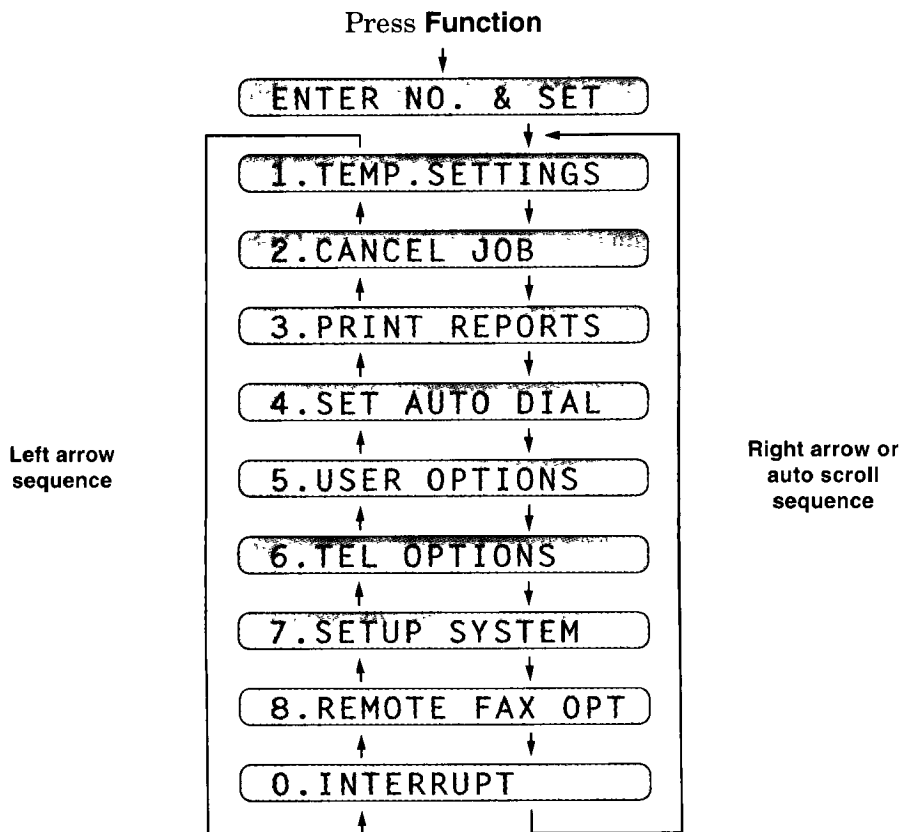 Press Function
ENTER NO. & SET
1.TEMP.SETTINGS
2.CANCEL JOB
3.PRINT REPORTS
4.SET AUTO DIAL
Left arrow
sequence
Right arrow or
auto scroll
sequence
5.USER OPTIONS
6.TEL OPTIONS
7.SETUP SYSTEM
8.REMOTE FAX OPT
0.INTERRUPT